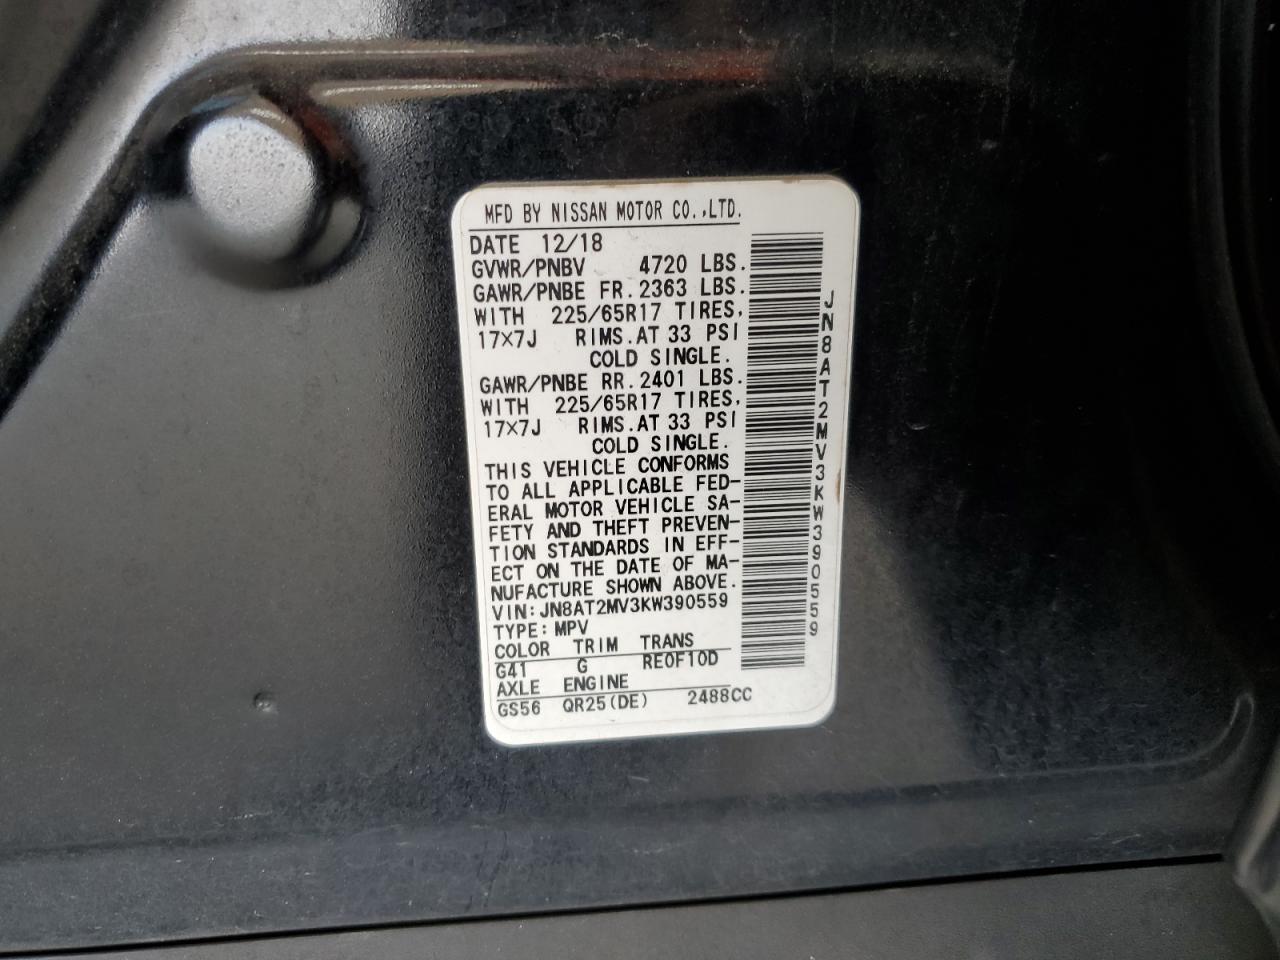 MFD BY NISSAN MOTOR CO.,LTD.
DATE 12/18
GVWR/PNBV 4720 LBS.
GAWR/PNBE FR. 2363 LBS.
WITH 225/65R17 TIRES,
17×7J RIMS. AT 33 PSI
COLD SINGLE.
GAWR/PNBE RR. 2401 LBS.
WITH 225/65R17 TIRES,
17×7J RIMS. AT 33 PSI
COLD SINGLE.
THIS VEHICLE CONFORMS
TO ALL APPLICABLE FED-
ERAL MOTOR VEHICLE SA-
FETY AND THEFT PREVEN-
TION STANDARDS IN EFF-
ECT ON THE DATE OF MA-
NUFACTURE SHOWN ABOVE.
VIN: JN8AT2MV3KW390559
TYPE: MPV
COLOR TRIM TRANS
G41 G RE0F10D
AXLE ENGINE
GS56 QR25(DE) 2488CC
JN8AT2MV3KW390559